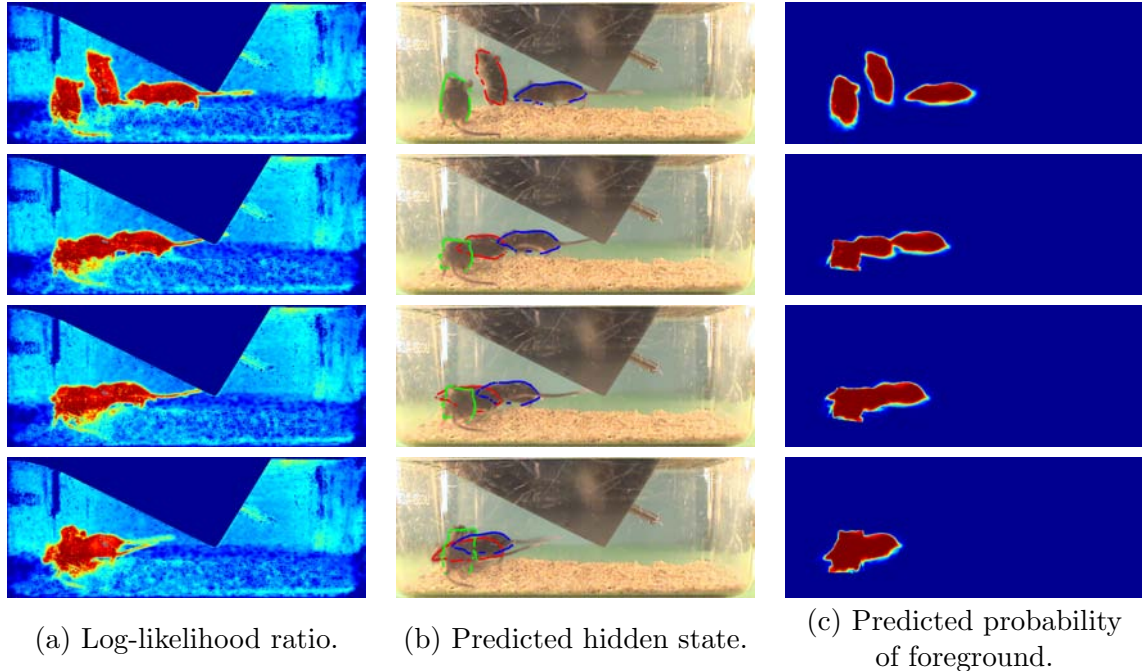 (a) Log-likelihood ratio.
(b) Predicted hidden state.
(c) Predicted probability
of foreground.